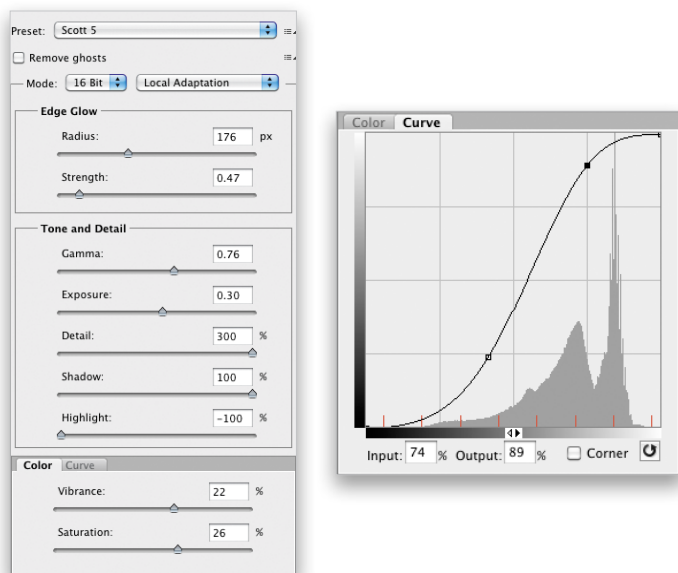 Preset: Scott 5
Remove ghosts
Mode: 16 Bit Local Adaptation
Edge Glow
Radius: 176 px
Strength: 0.47
Tone and Detail
Gamma: 0.76
Exposure: 0.30
Detail: 300 %
Shadow: 100 %
Highlight: -100 %
Color Curve
Vibrance: 22 %
Saturation: 26 %
Color Curve
Input: 74 % Output: 89 % Corner